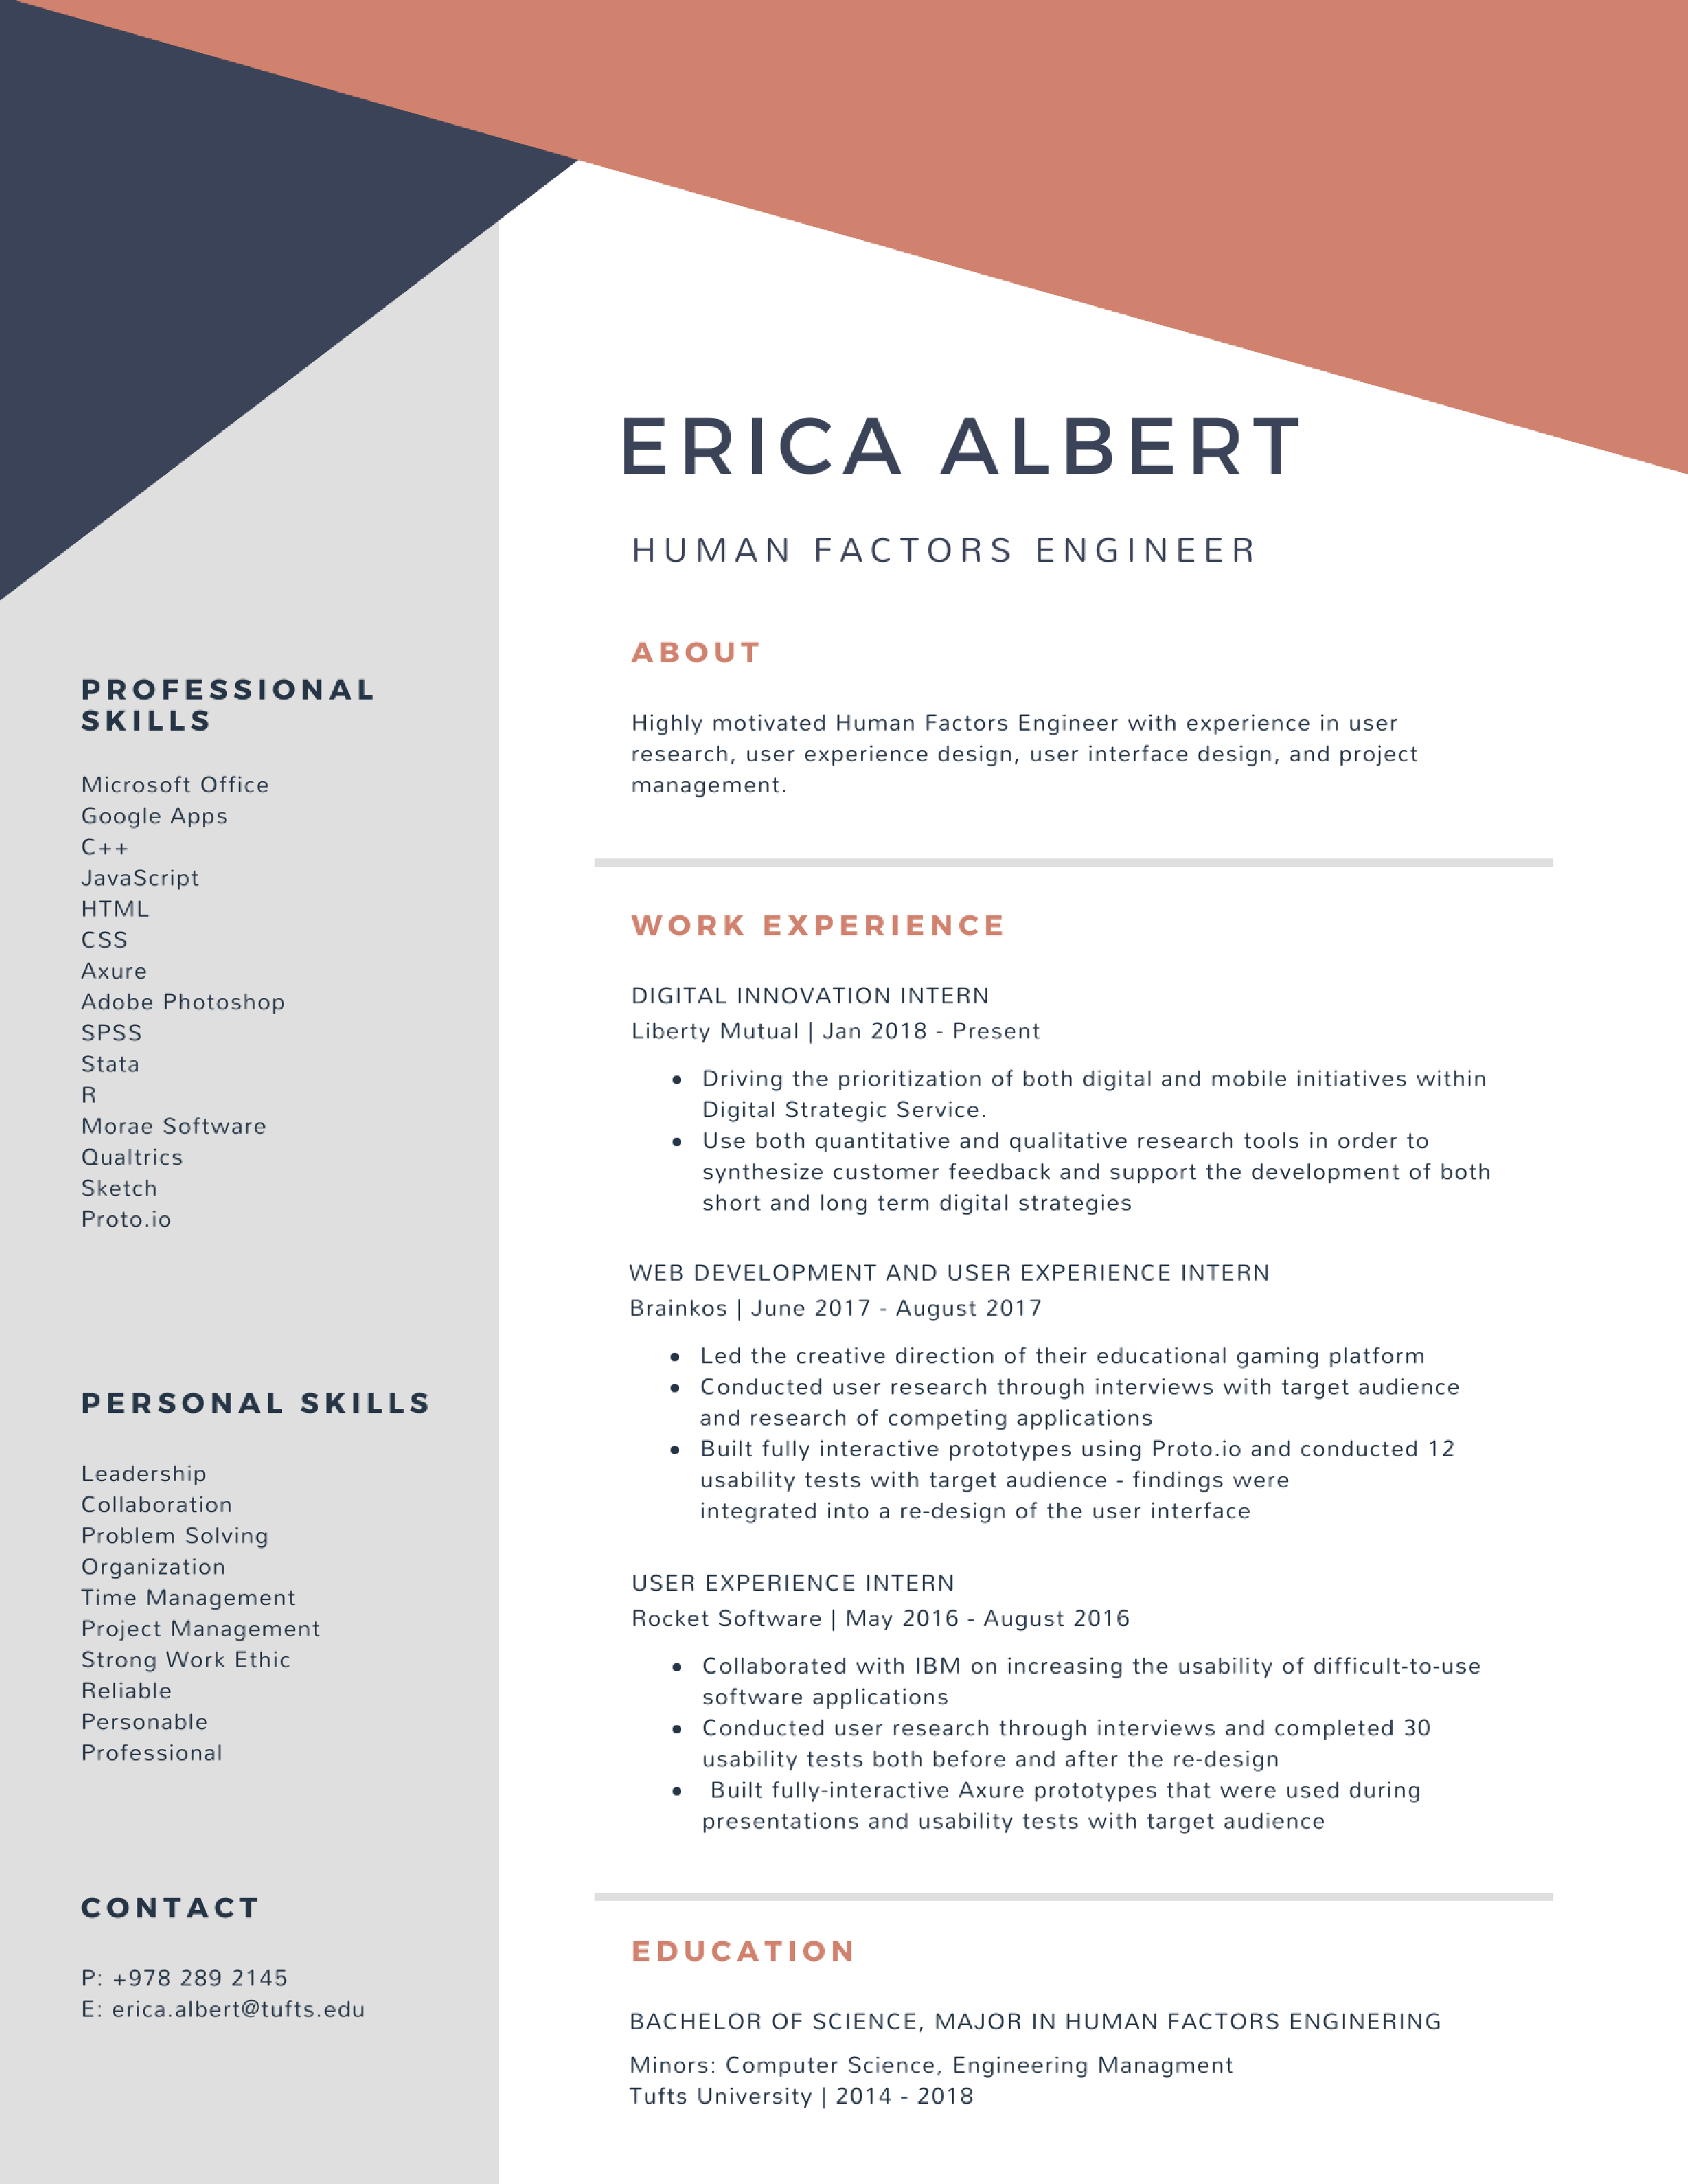 ERICA ALBERT
HUMAN FACTORS ENGINEER
ABOUT
Highly motivated Human Factors Engineer with experience in user
research, user experience design, user interface design, and project
management.
WORK EXPERIENCE
DIGITAL INNOVATION INTERN
Liberty Mutual | Jan 2018 - Present
• Driving the prioritization of both digital and mobile initiatives within
Digital Strategic Service.
• Use both quantitative and qualitative research tools in order to
synthesize customer feedback and support the development of both
short and long term digital strategies
WEB DEVELOPMENT AND USER EXPERIENCE INTERN
Brainkos | June 2017 - August 2017
• Led the creative direction of their educational gaming platform
• Conducted user research through interviews with target audience
and research of competing applications
• Built fully interactive prototypes using Proto.io and conducted 12
usability tests with target audience - findings were
integrated into a re-design of the user interface
USER EXPERIENCE INTERN
Rocket Software | May 2016 - August 2016
• Collaborated with IBM on increasing the usability of difficult-to-use
software applications
• Conducted user research through interviews and completed 30
usability tests both before and after the re-design
• Built fully-interactive Axure prototypes that were used during
presentations and usability tests with target audience
EDUCATION
BACHELOR OF SCIENCE, MAJOR IN HUMAN FACTORS ENGINERING
Minors: Computer Science, Engineering Managment
Tufts University | 2014 - 2018
PROFESSIONAL
SKILLS
Microsoft Office
Google Apps
C++
JavaScript
HTML
CSS
Axure
Adobe Photoshop
SPSS
Stata
R
Morae Software
Qualtrics
Sketch
Proto.io
PERSONAL SKILLS
Leadership
Collaboration
Problem Solving
Organization
Time Management
Project Management
Strong Work Ethic
Reliable
Personable
Professional
CONTACT
P: +978 289 2145
E: erica.albert@tufts.edu